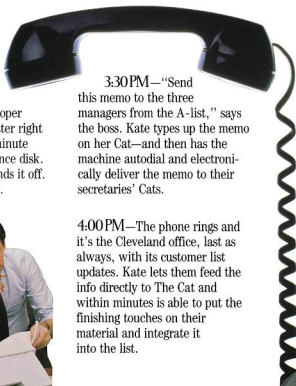 oper
ter right
inute
nce disk.
nds it off.
.
3:30 PM—“Send
this memo to the three
managers from the A-list,” says
the boss. Kate types up the memo
on her Cat—and then has the
machine autodial and electroni-
cally deliver the memo to their
secretaries’ Cats.
4:00 PM—The phone rings and
it’s the Cleveland office, last as
always, with its customer list
updates. Kate lets them feed the
info directly to The Cat and
within minutes is able to put the
finishing touches on their
material and integrate it
into the list.